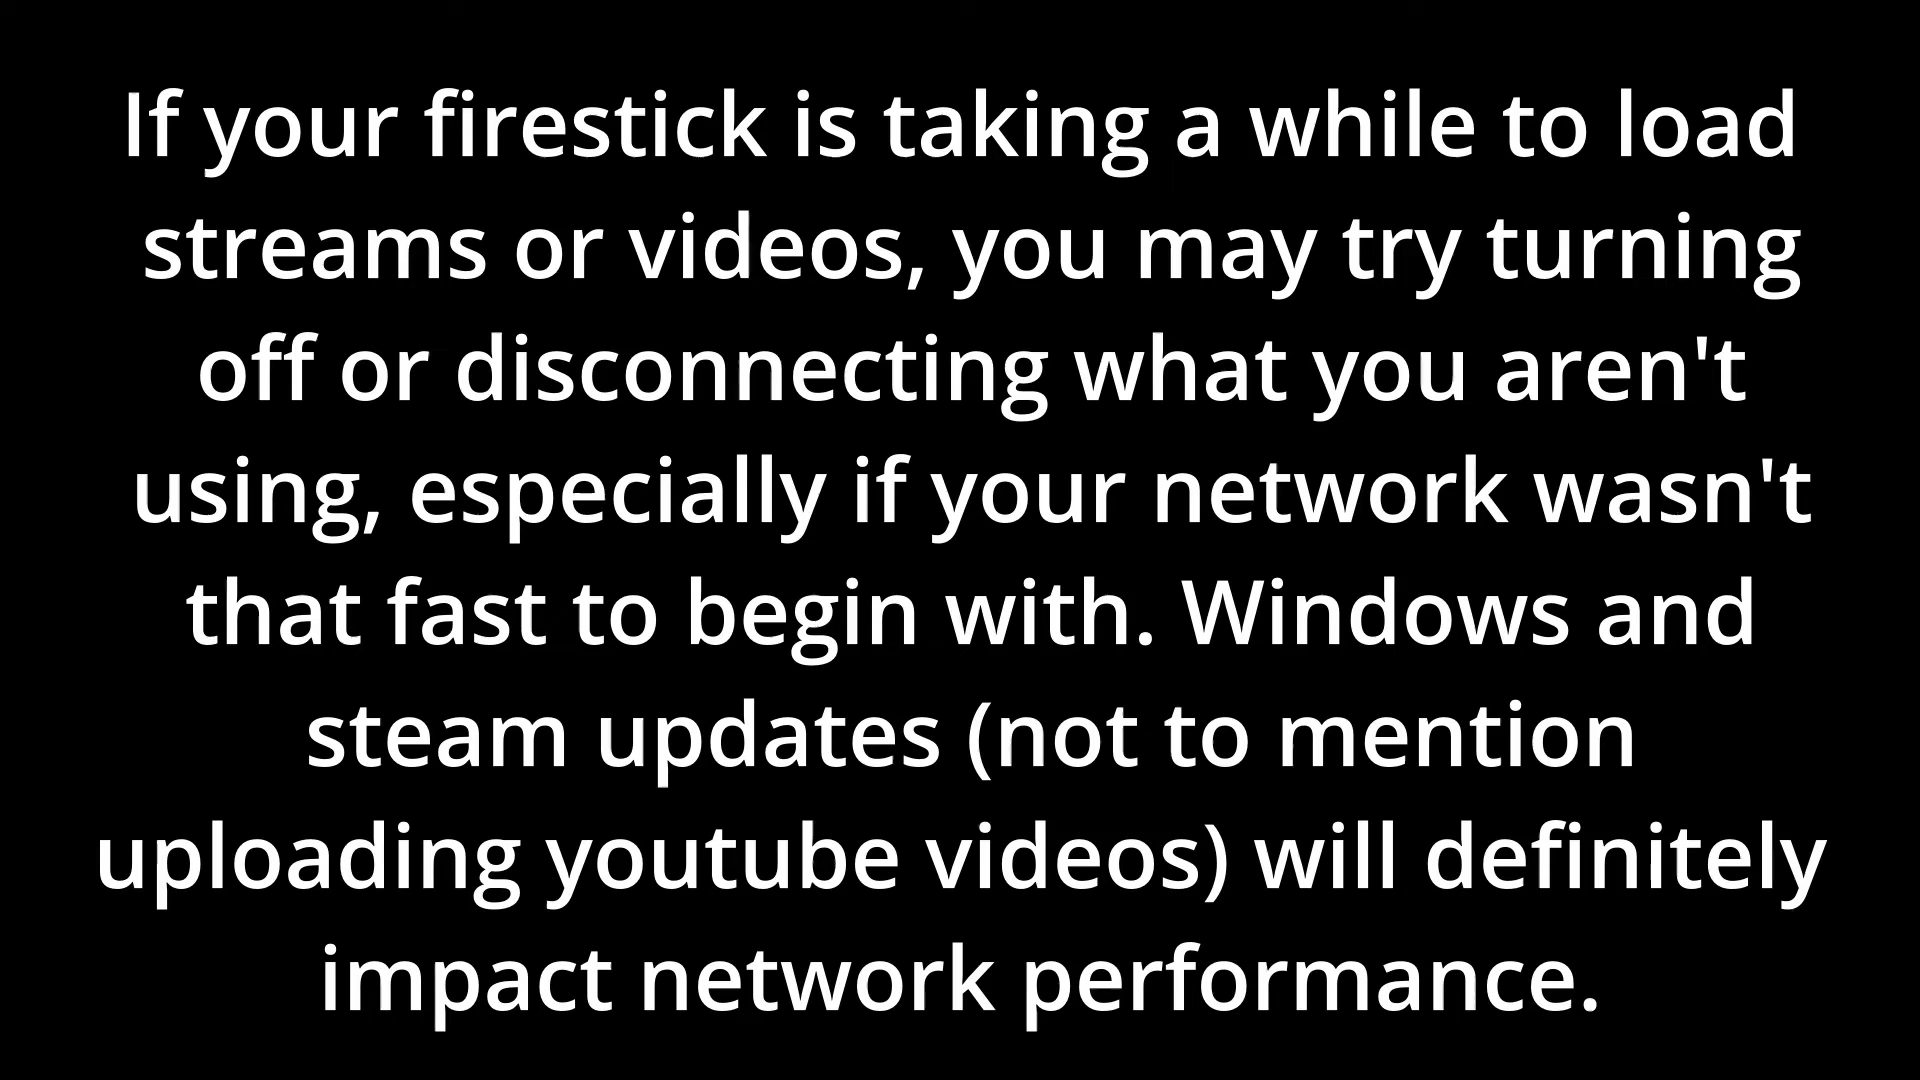 If your firestick is taking a while to load
streams or videos, you may try turning
off or disconnecting what you aren't
using, especially if your network wasn't
that fast to begin with. Windows and
steam updates (not to mention
uploading youtube videos) will definitely
impact network performance.